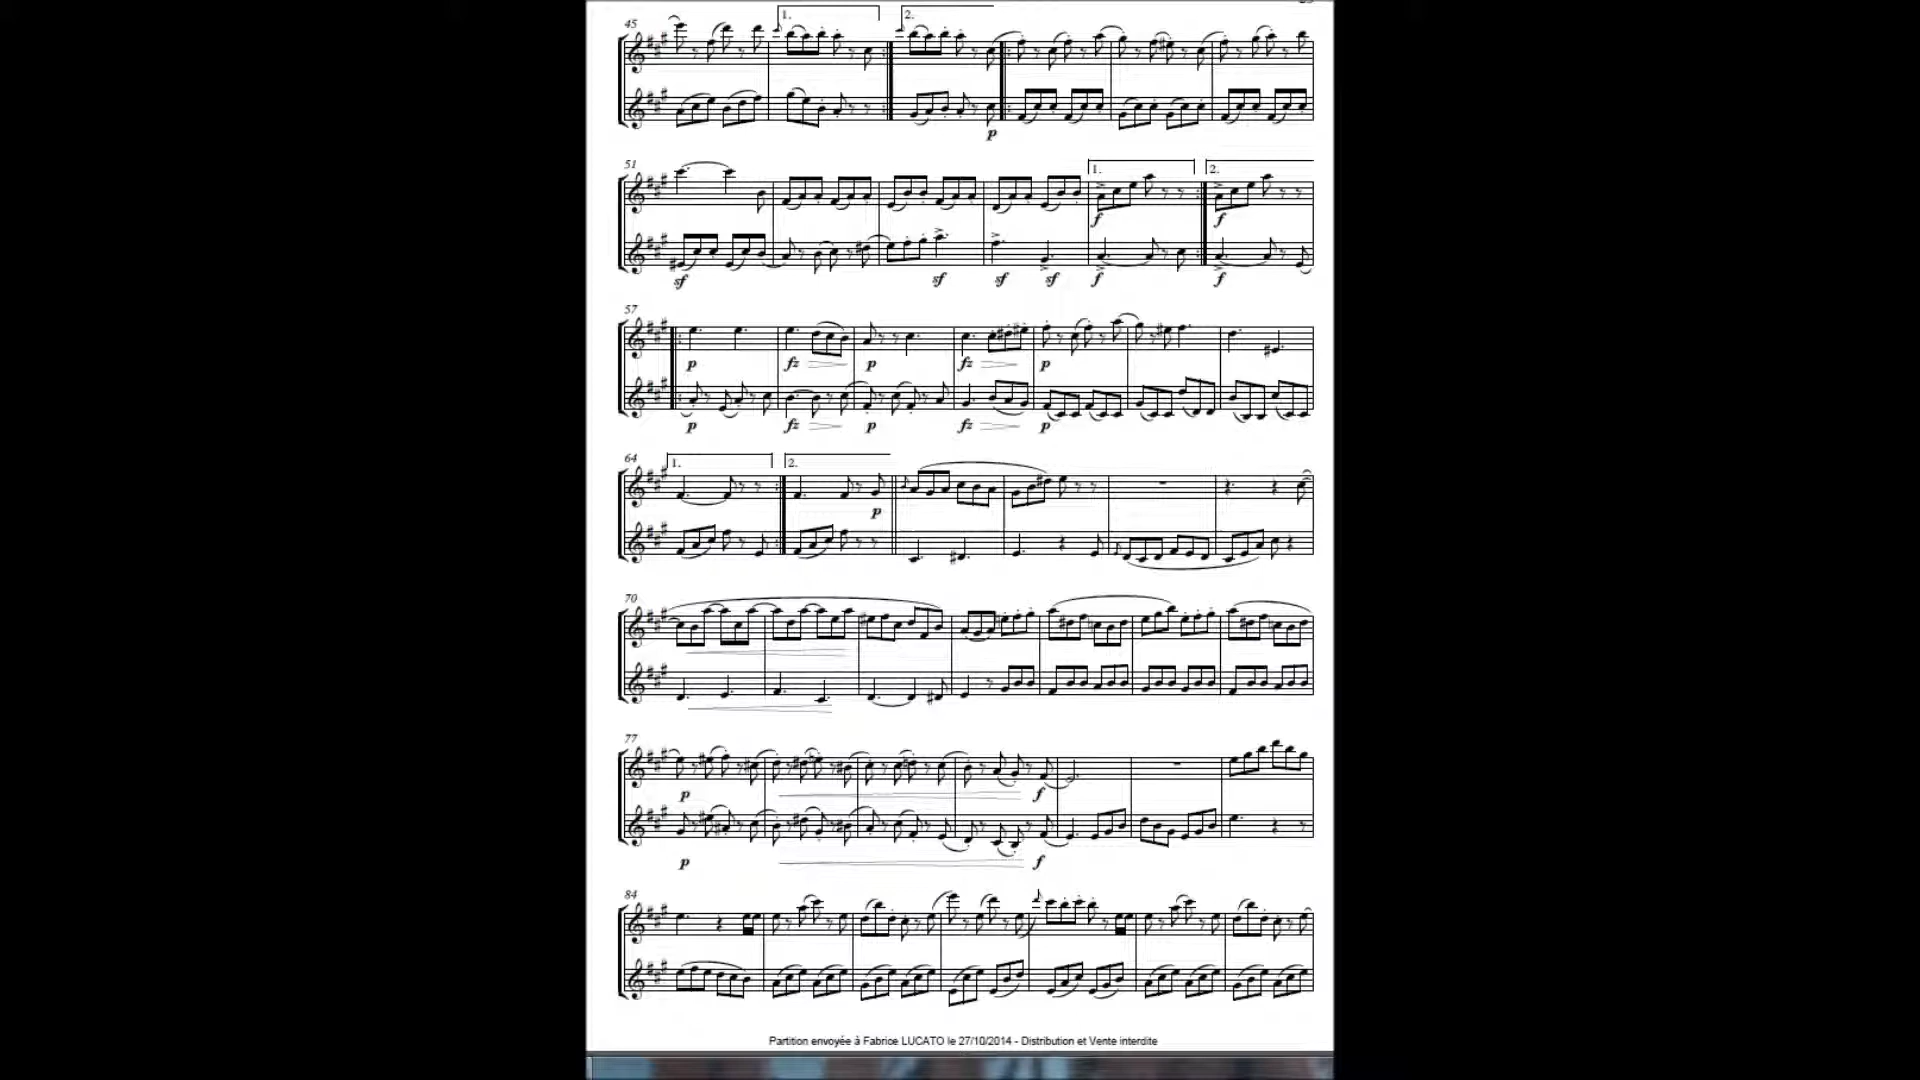 45 1. 2.
p
51 1. 2.
f f
sf sf sf sf f f
57
p fz p fz p
p fz p fz p
64 1. 2.
p
70
77
p f
p f
84
Partition envoyée à Fabrice LUCATO le 27/10/2014 - Distribution et Vente interdite